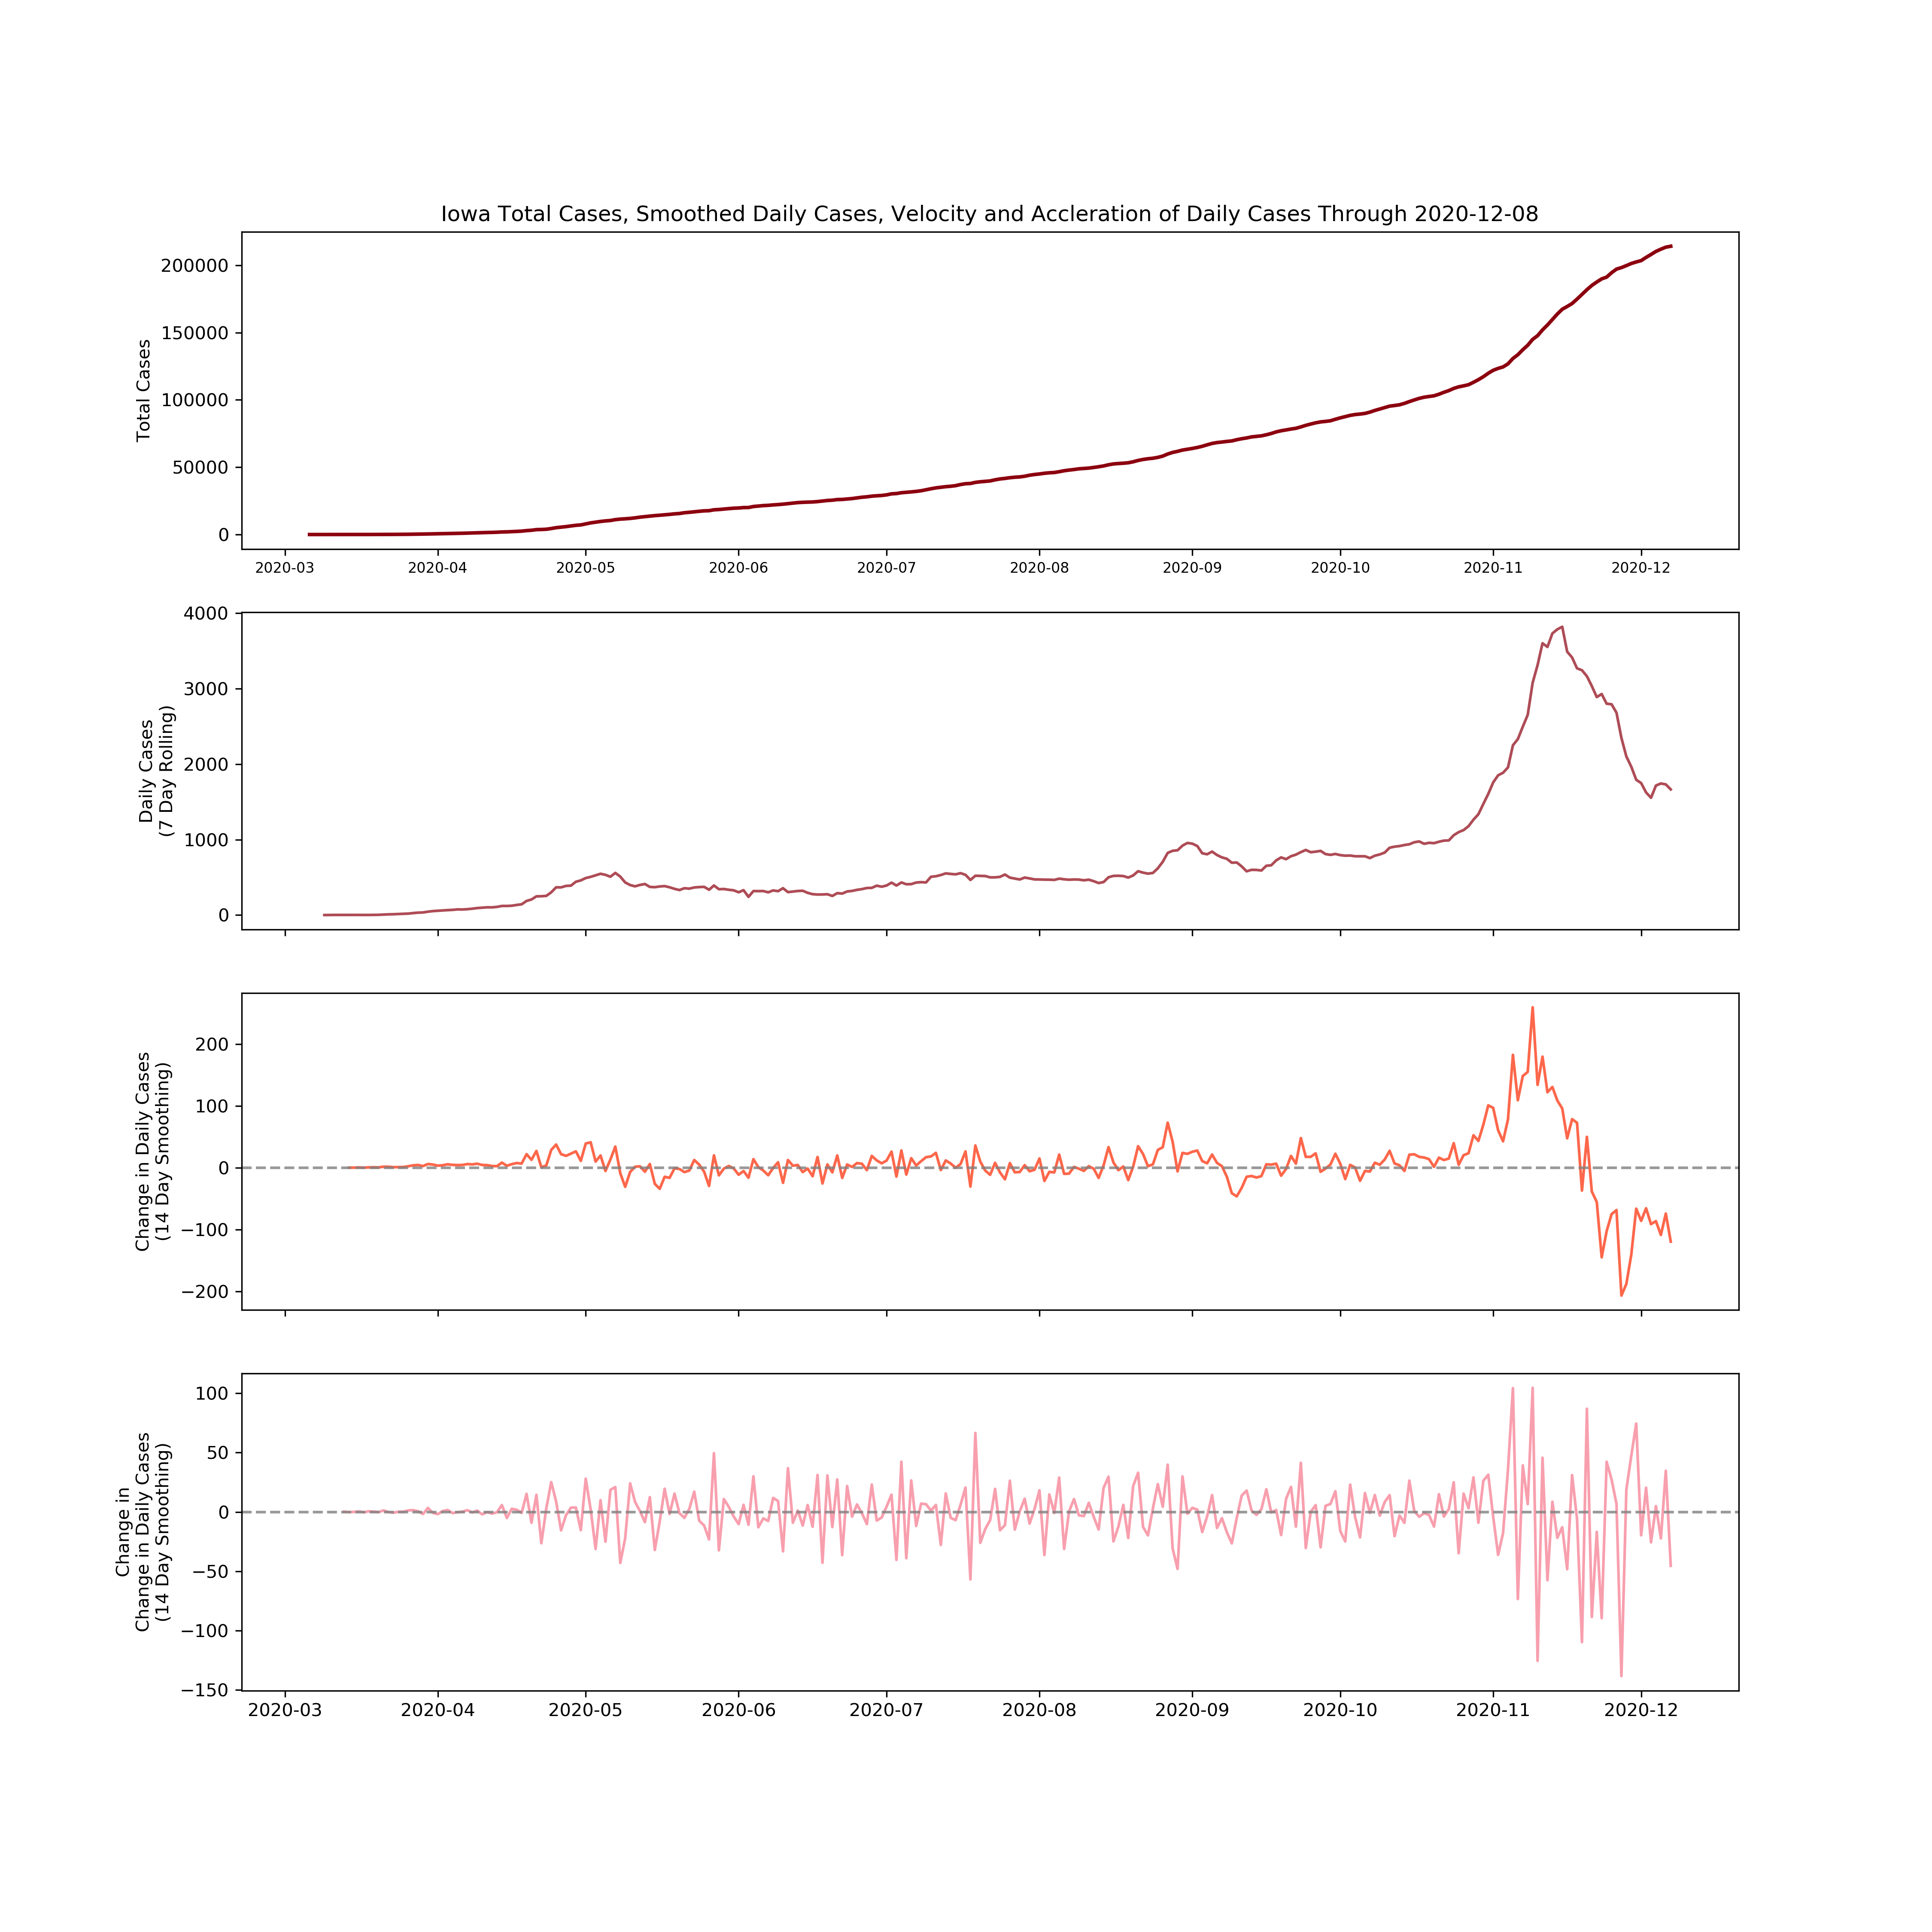 Iowa Total Cases, Smoothed Daily Cases, Velocity and Accleration of Daily Cases Through 2020-12-08
Total Cases
200000
150000
100000
50000
0
2020-03 2020-04 2020-05 2020-06 2020-07 2020-08 2020-09 2020-10 2020-11 2020-12
Daily Cases
(7 Day Rolling)
4000
3000
2000
1000
0
Change in Daily Cases
(14 Day Smoothing)
200
100
0
−100
−200
Change in
Change in Daily Cases
(14 Day Smoothing)
100
50
0
−50
−100
−150
2020-03 2020-04 2020-05 2020-06 2020-07 2020-08 2020-09 2020-10 2020-11 2020-12